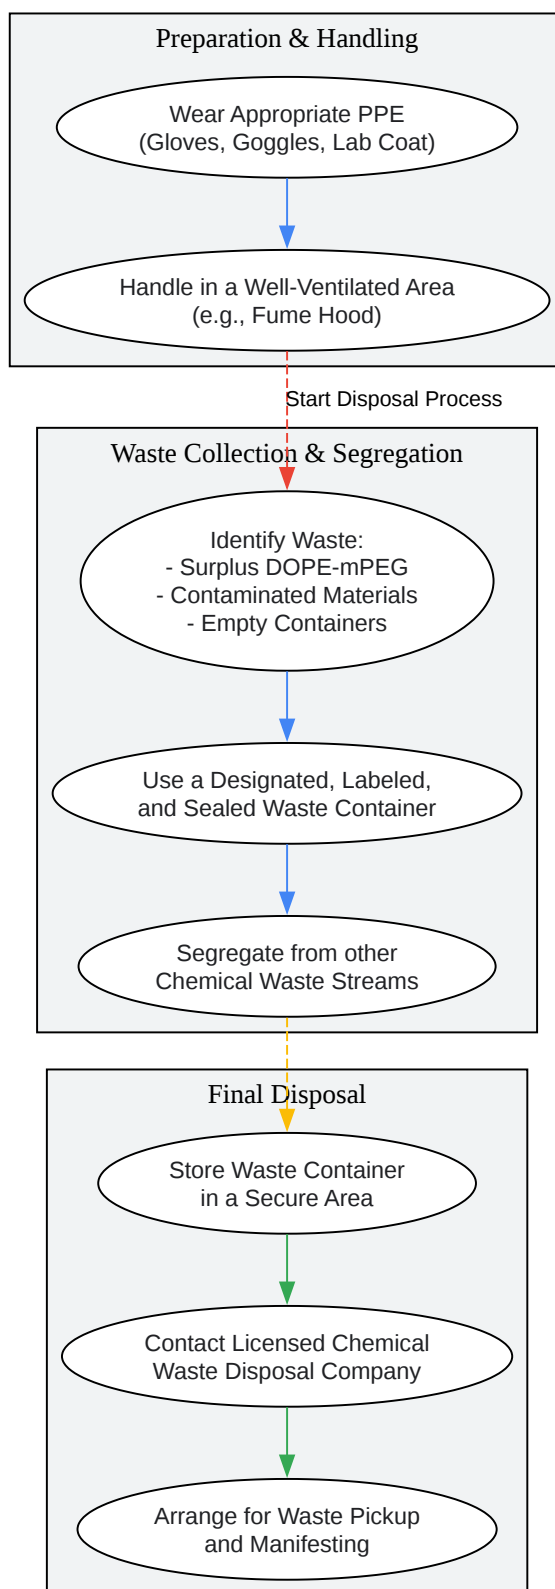 Preparation & Handling
Wear Appropriate PPE
(Gloves, Goggles, Lab Coat)
Handle in a Well-Ventilated Area
(e.g., Fume Hood)
Start Disposal Process
Waste Collection & Segregation
Identify Waste:
- Surplus DOPE-mPEG
- Contaminated Materials
- Empty Containers
Use a Designated, Labeled,
and Sealed Waste Container
Segregate from other
Chemical Waste Streams
Final Disposal
Store Waste Container
in a Secure Area
Contact Licensed Chemical
Waste Disposal Company
Arrange for Waste Pickup
and Manifesting